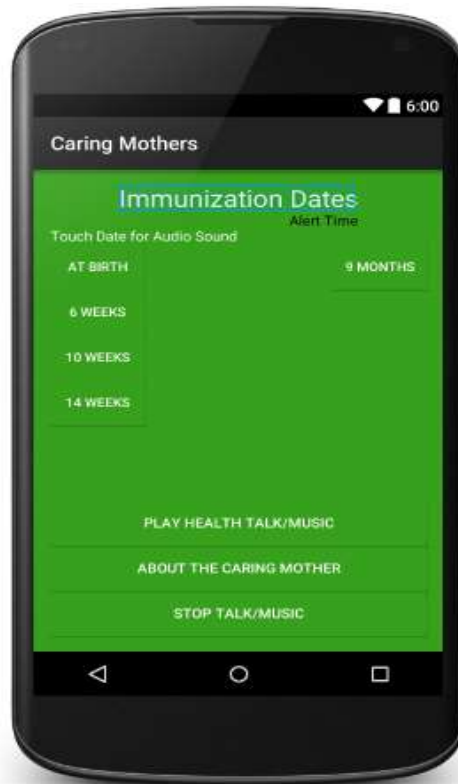 6:00
Caring Mothers
Immunization Dates
Alert Time
Touch Date for Audio Sound
AT BIRTH 9 MONTHS
6 WEEKS
10 WEEKS
14 WEEKS
PLAY HEALTH TALK/MUSIC
ABOUT THE CARING MOTHER
STOP TALK/MUSIC